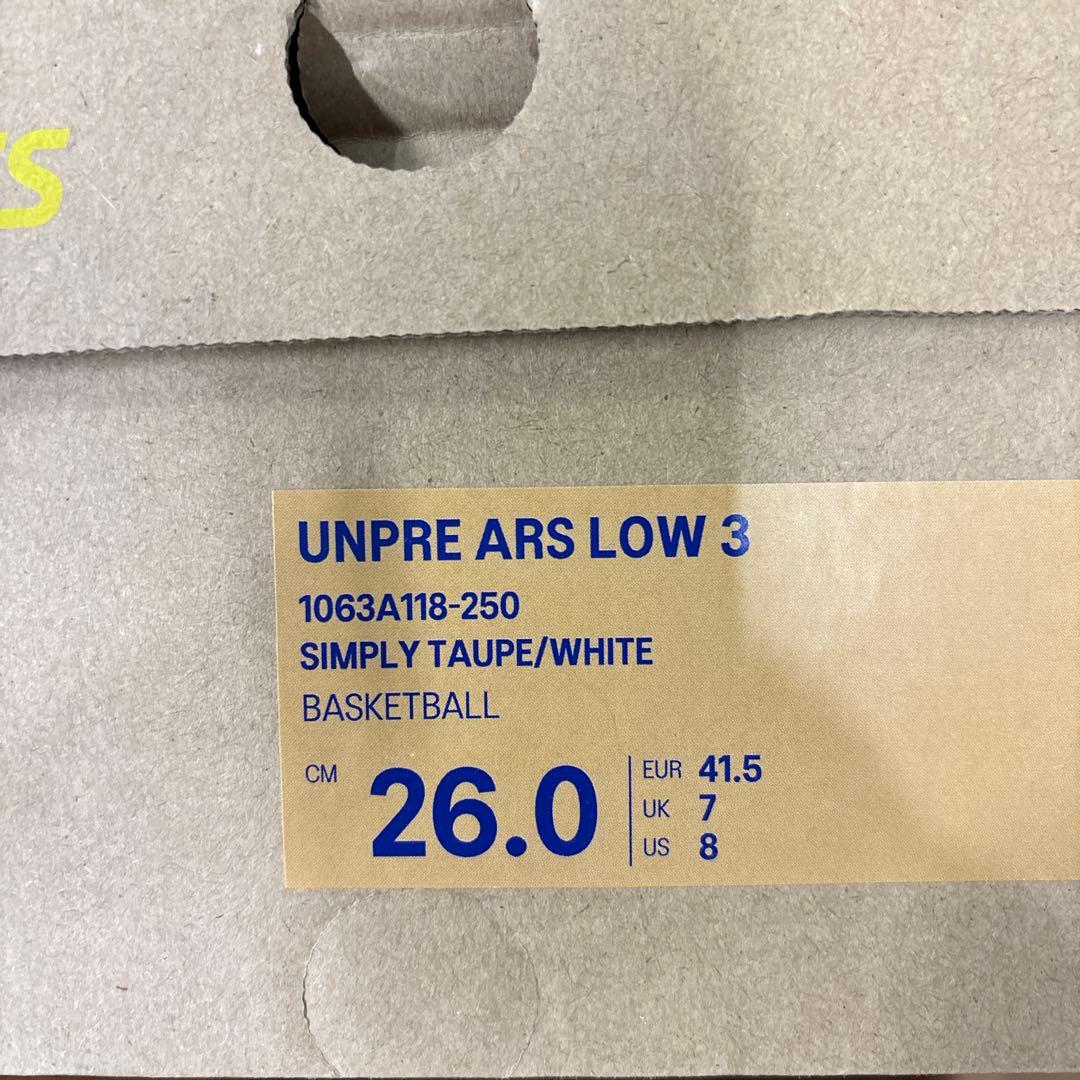 UNPRE ARS LOW 3
1063A118-250
SIMPLY TAUPE/WHITE
BASKETBALL
CM 26.0
EUR 41.5
UK 7
US 8